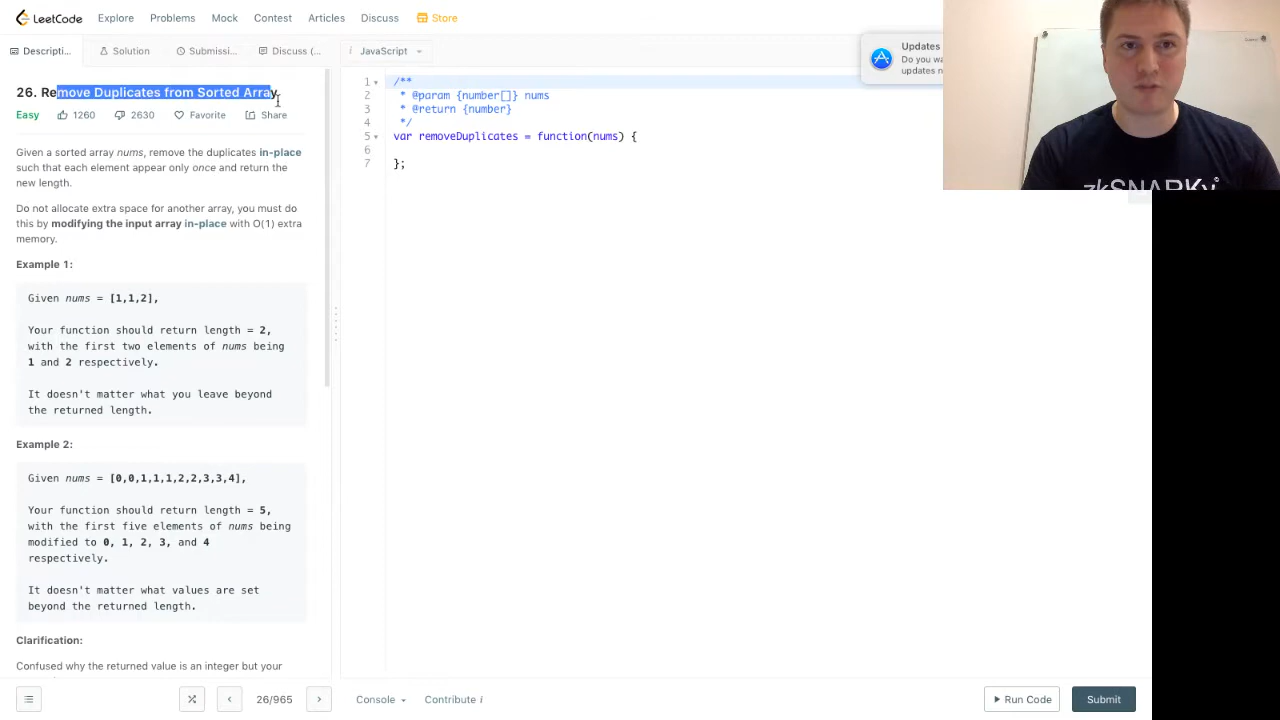 LeetCode Explore Problems Mock Contest Articles Discuss Store
Descripti... Solution Submissi... Discuss (... i JavaScript
Updates
Do you wa
updates n
26. Remove Duplicates from Sorted Array
Easy 1260 2630 Favorite Share
Given a sorted array nums, remove the duplicates in-place
such that each element appear only once and return the
new length.
Do not allocate extra space for another array, you must do
this by modifying the input array in-place with O(1) extra
memory.
Example 1:
Given nums = [1,1,2],
Your function should return length = 2,
with the first two elements of nums being
1 and 2 respectively.
It doesn't matter what you leave beyond
the returned length.
Example 2:
Given nums = [0,0,1,1,1,2,2,3,3,4],
Your function should return length = 5,
with the first five elements of nums being
modified to 0, 1, 2, 3, and 4
respectively.
It doesn't matter what values are set
beyond the returned length.
Clarification:
Confused why the returned value is an integer but your
1 /**
2 * @param {number[]} nums
3 * @return {number}
4 */
5 var removeDuplicates = function(nums) {
6
7 };
zkSNARKy
26/965 Console Contribute i Run Code Submit